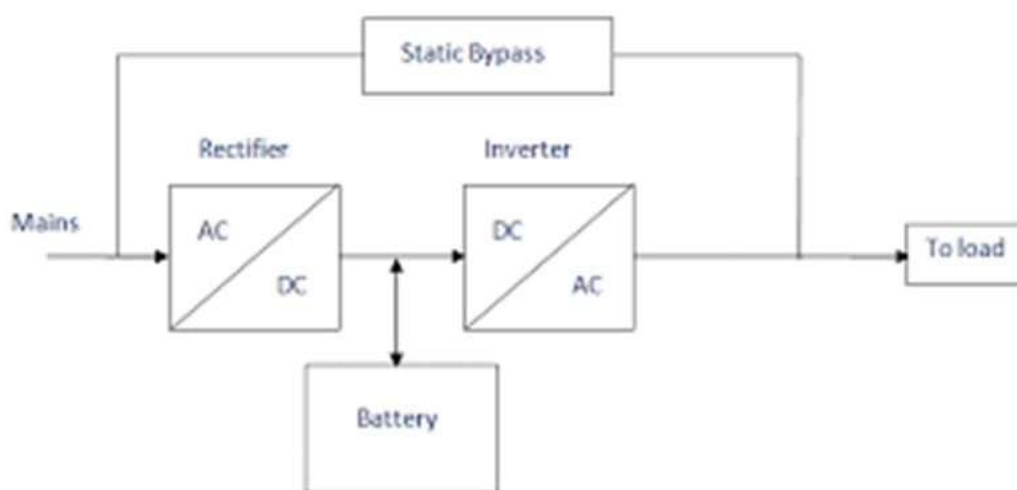 Static Bypass
Rectifier
Inverter
Mains
AC
DC
DC
AC
To load
Battery